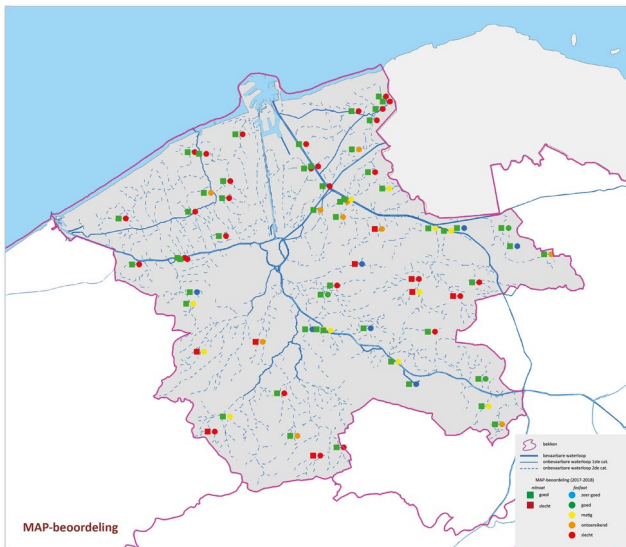 MAP-beoordeling
bekken
bevaarbare waterloop
onbevaarbare waterloop 1ste cat.
onbevaarbare waterloop 2de cat.
MAP-beoordeling (2017-2018)
nitraat fosfaat
goed zeer goed
slecht goed
matig
ontoereikend
slecht